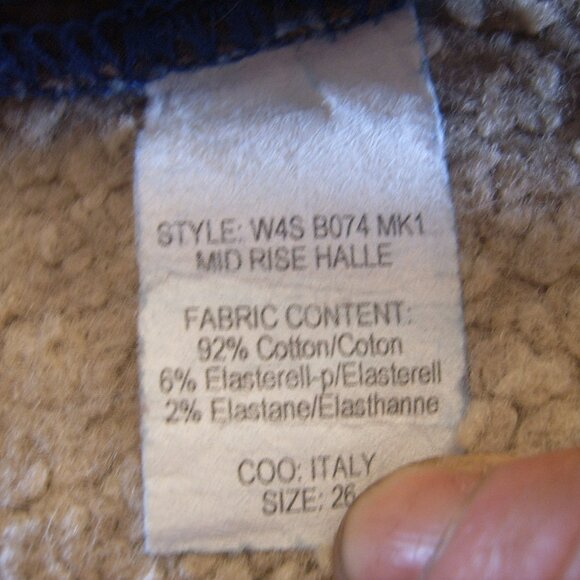 STYLE: W4S B074 MK1
MID RISE HALLE
FABRIC CONTENT:
92% Cotton/Coton
6% Elasterell-p/Elasterell
2% Elastane/Elasthanne
COO: ITALY
SIZE: 26